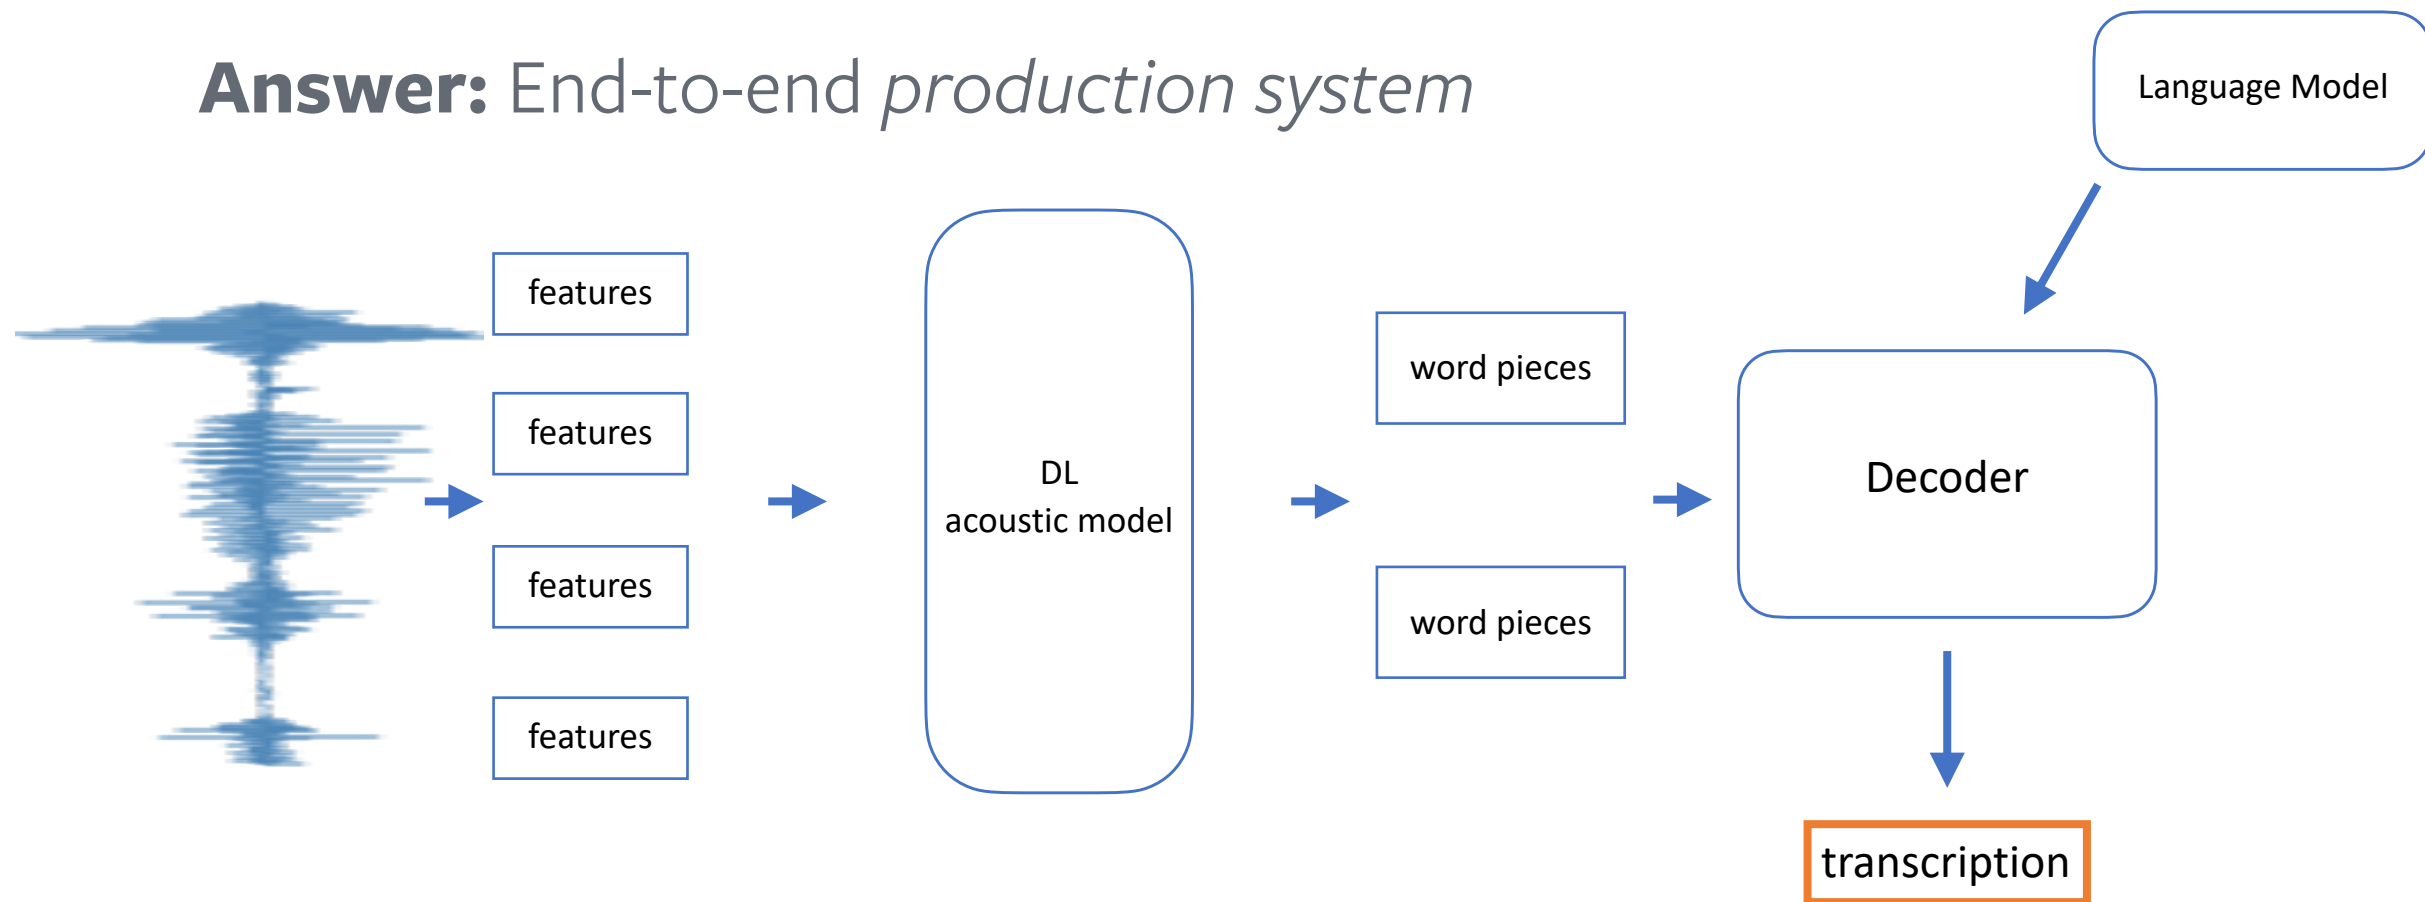 Answer: End-to-end production system
Language Model
features
features
features
features
DL
acoustic model
word pieces
word pieces
Decoder
transcription